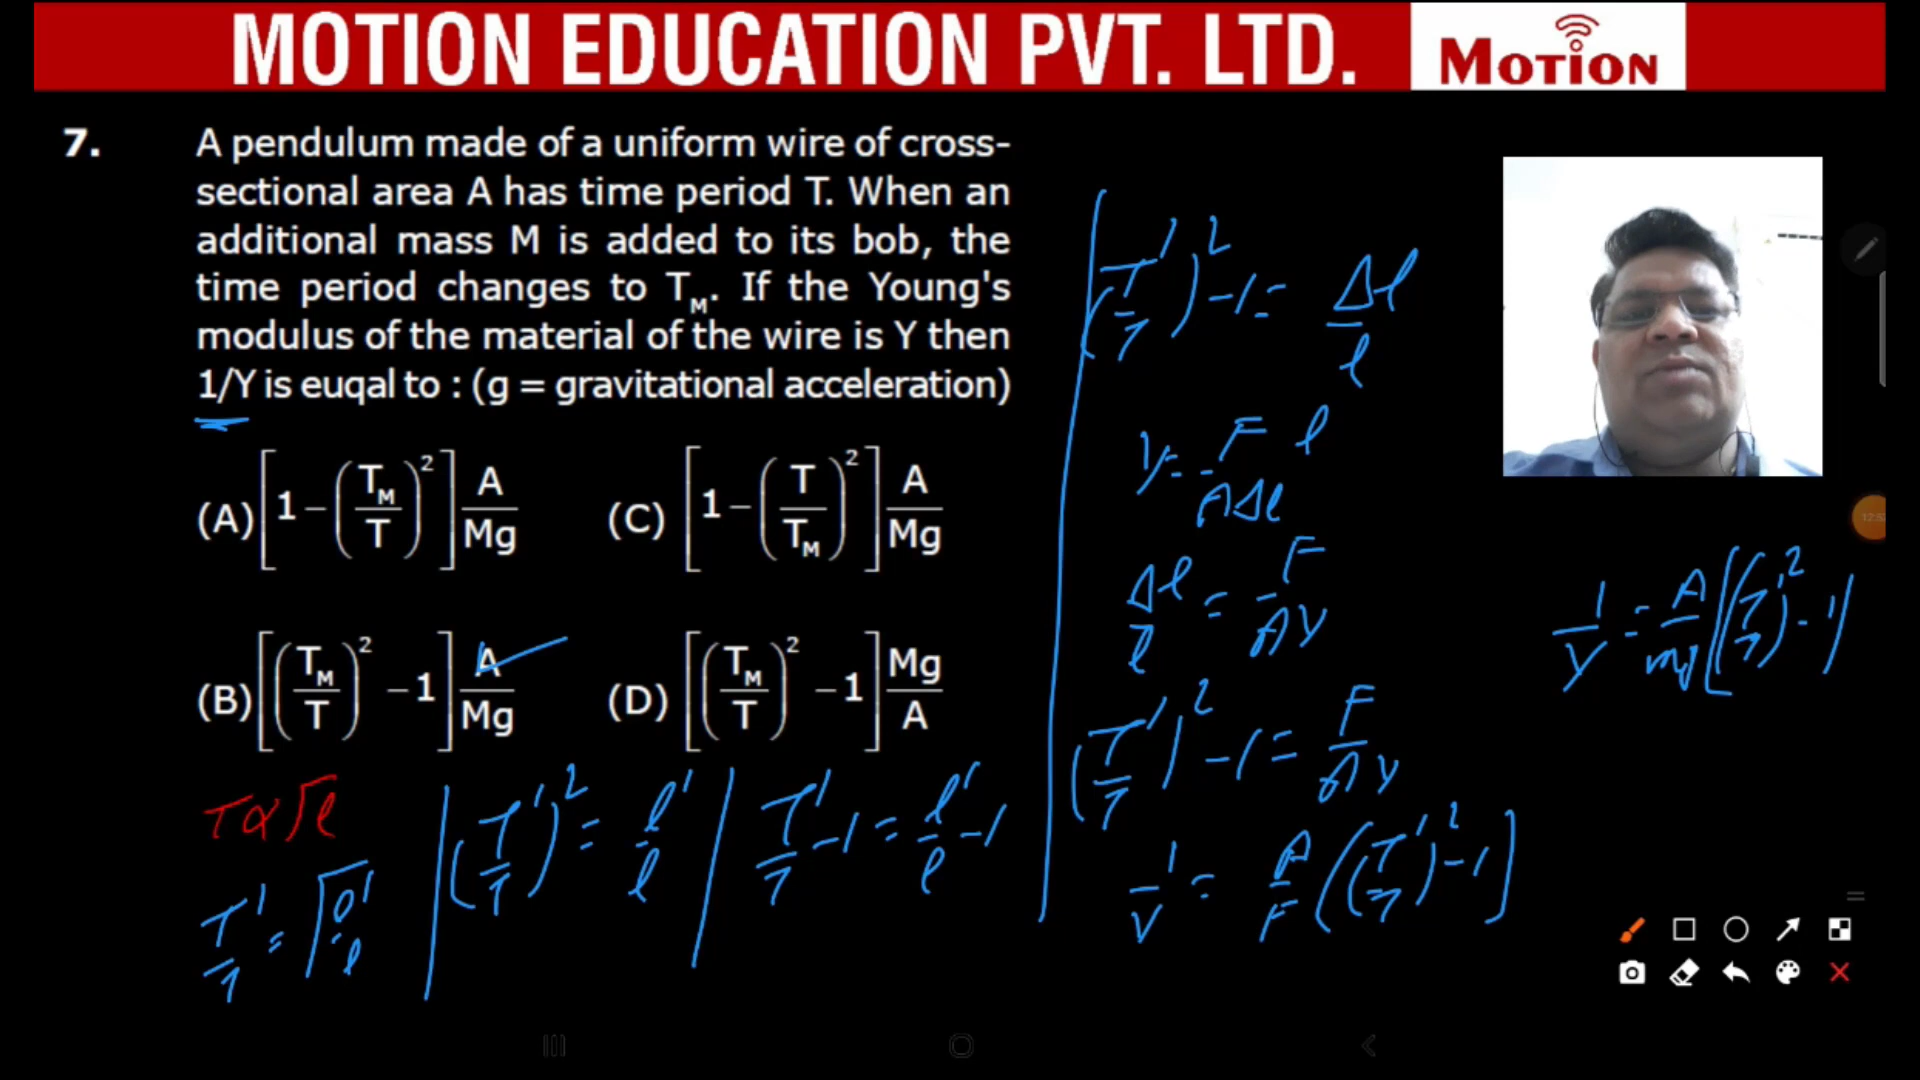 MOTION EDUCATION PVT. LTD.
MOTION
7. A pendulum made of a uniform wire of cross-
sectional area A has time period T. When an
additional mass M is added to its bob, the
time period changes to T_M. If the Young's
modulus of the material of the wire is Y then
1/Y is euqal to : (g = gravitational acceleration)
(A) [1 − (T_M/T)²] A/Mg
(C) [1 − (T/T_M)²] A/Mg
(B) [(T_M/T)² − 1] A/Mg
(D) [(T_M/T)² − 1] Mg/A
T α √l
T'/T = √(l'/l)
(T'/T)² = l'/l
T'/T − 1 = l'/l − 1
(T'/T)² − 1 = Δl/l
Y = F l/A Δl
Δl/l = F/AY
(T'/T)² − 1 = F/AY
1/Y = A/F ((T'/T)² − 1]
1/Y = A/mg [(T'/T)² − 1]